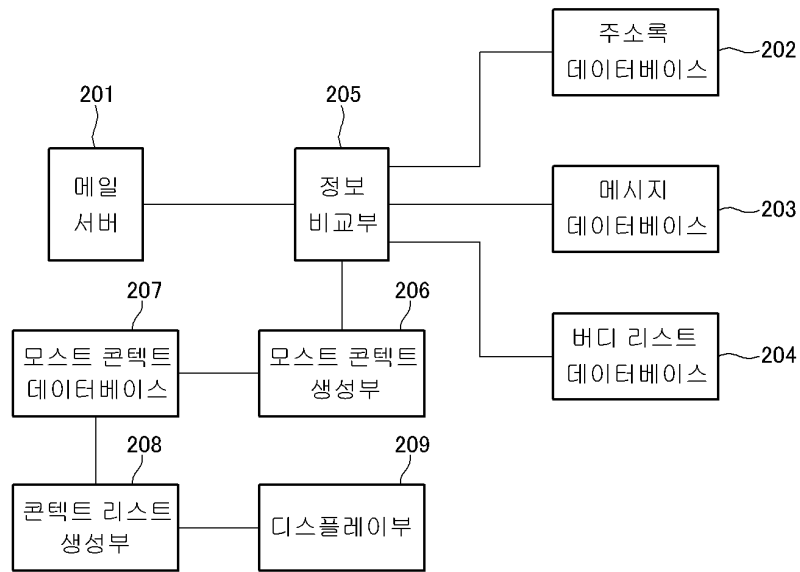 주소록
데이터베이스
202
201
205
메일
서버
정보
비교부
메시지
데이터베이스
203
207
206
모스트 콘텍트
데이터베이스
모스트 콘텍트
생성부
버디 리스트
데이터베이스
204
208
209
콘텍트 리스트
생성부
디스플레이부